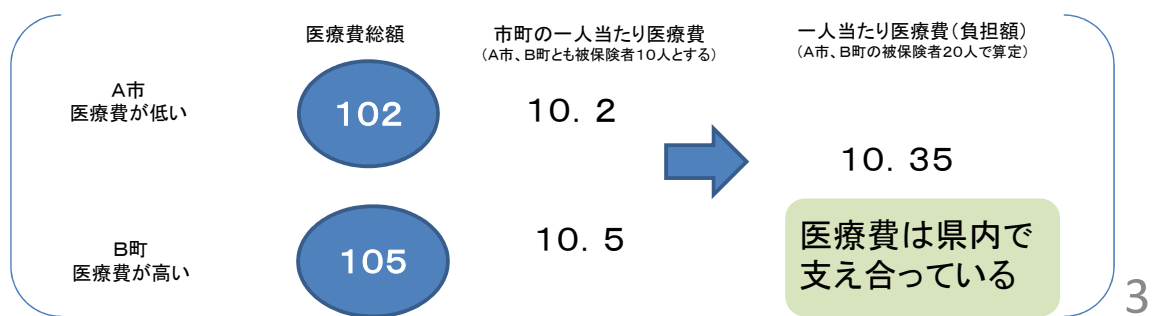 医療費総額
市町の一人当たり医療費
(A市、B町とも被保険者10人とする)
一人当たり医療費(負担額)
(A市、B町の被保険者20人で算定)
A市
医療費が低い
102
10.2
10.35
B町
医療費が高い
105
10.5
医療費は県内で
支え合っている
3